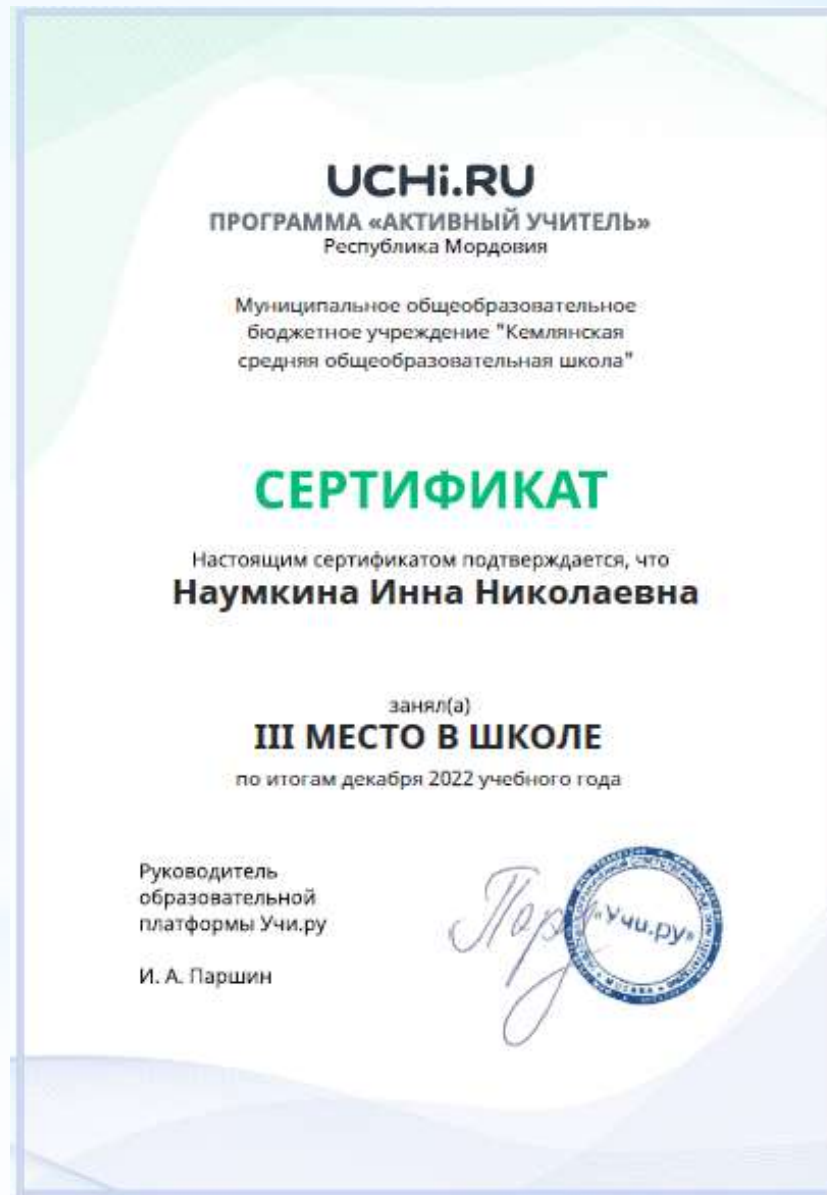 UCHi.RU
ПРОГРАММА «АКТИВНЫЙ УЧИТЕЛЬ»
Республика Мордовия
Муниципальное общеобразовательное
бюджетное учреждение "Кемлянская
средняя общеобразовательная школа"
СЕРТИФИКАТ
Настоящим сертификатом подтверждается, что
Наумкина Инна Николаевна
занял(а)
III МЕСТО В ШКОЛЕ
по итогам декабря 2022 учебного года
Руководитель
образовательной
платформы Учи.ру
И. А. Паршин
«Учи.ру»
МОСКВА